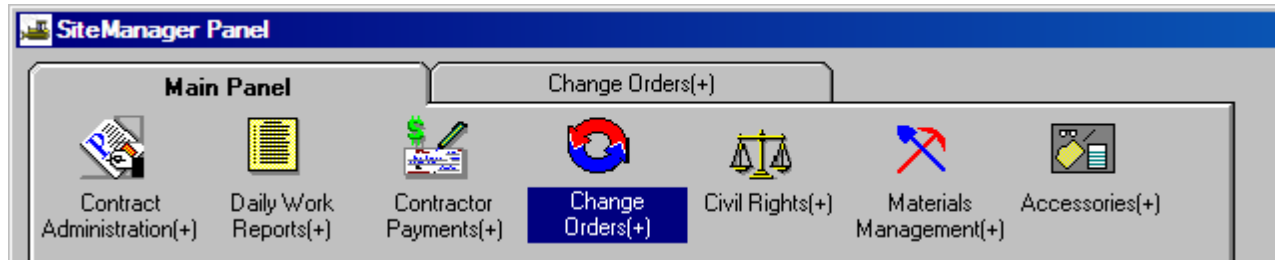 SiteManager Panel
Main Panel
Change Orders(+)
Contract
Administration(+)
Daily Work
Reports(+)
Contractor
Payments(+)
Change
Orders(+)
Civil Rights(+)
Materials
Management(+)
Accessories(+)